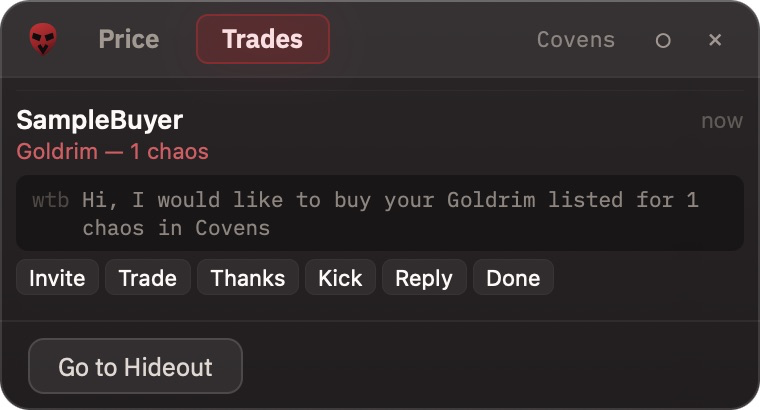 Price Trades Covens
SampleBuyer now
Goldrim — 1 chaos
wtb Hi, I would like to buy your Goldrim listed for 1
chaos in Covens
Invite Trade Thanks Kick Reply Done
Go to Hideout